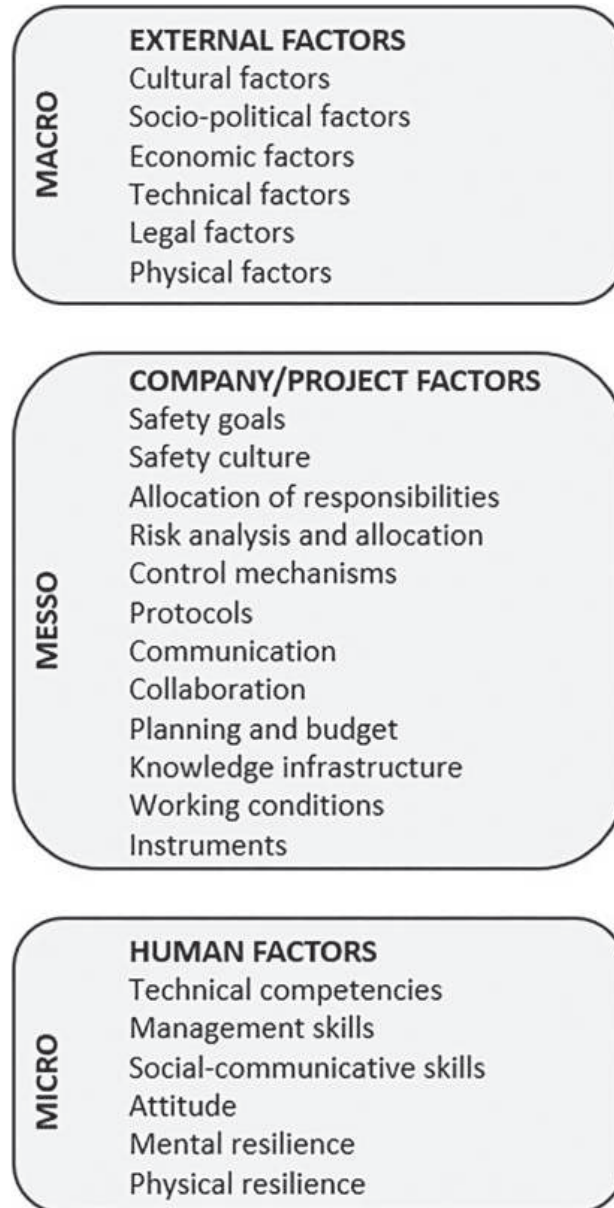 MACRO
EXTERNAL FACTORS
Cultural factors
Socio-political factors
Economic factors
Technical factors
Legal factors
Physical factors
MESSO
COMPANY/PROJECT FACTORS
Safety goals
Safety culture
Allocation of responsibilities
Risk analysis and allocation
Control mechanisms
Protocols
Communication
Collaboration
Planning and budget
Knowledge infrastructure
Working conditions
Instruments
MICRO
HUMAN FACTORS
Technical competencies
Management skills
Social-communicative skills
Attitude
Mental resilience
Physical resilience